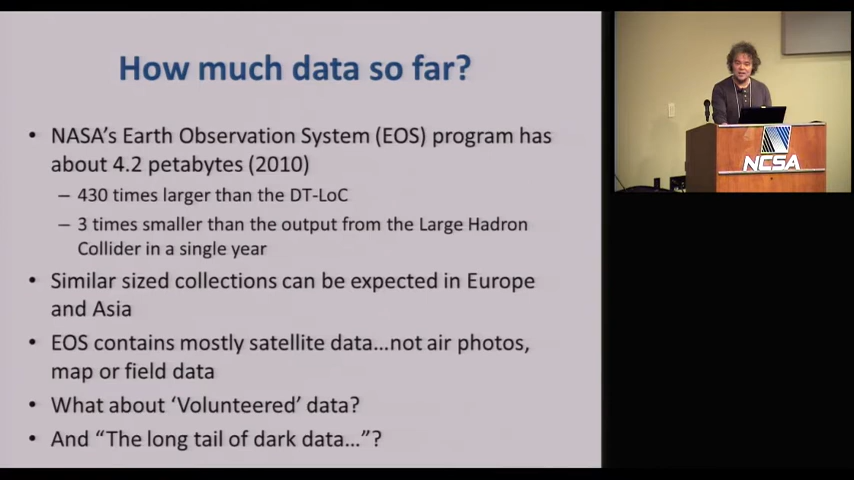 How much data so far?
• NASA's Earth Observation System (EOS) program has
about 4.2 petabytes (2010)
– 430 times larger than the DT-LoC
– 3 times smaller than the output from the Large Hadron
Collider in a single year
• Similar sized collections can be expected in Europe
and Asia
• EOS contains mostly satellite data…not air photos,
map or field data
• What about ‘Volunteered’ data?
• And “The long tail of dark data…”?
NCSA